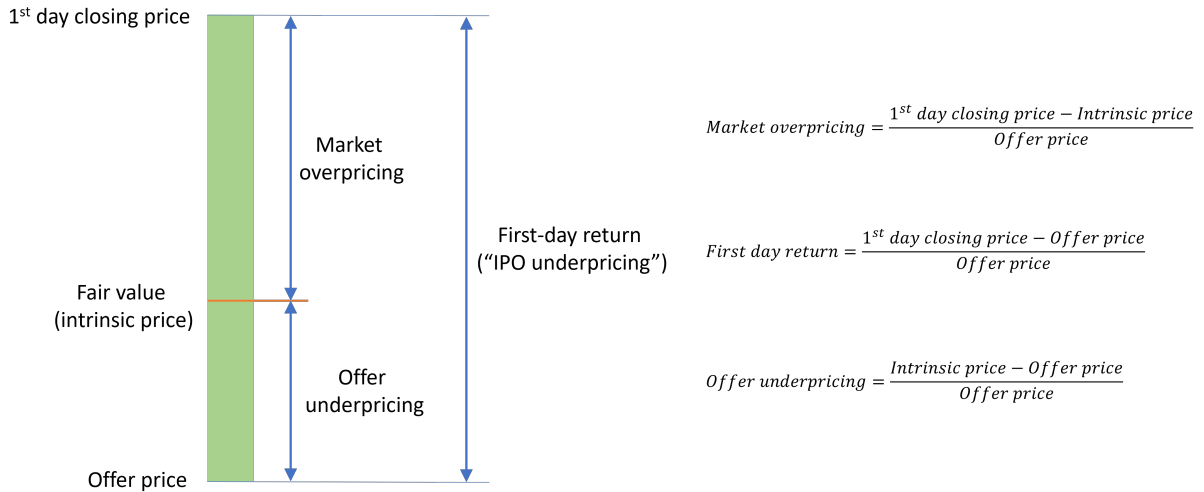 1st day closing price
Market
overpricing
First-day return
(“IPO underpricing”)
Fair value
(intrinsic price)
Offer
underpricing
Offer price
Market overpricing = (1st day closing price − Intrinsic price) / Offer price
First day return = (1st day closing price − Offer price) / Offer price
Offer underpricing = (Intrinsic price − Offer price) / Offer price